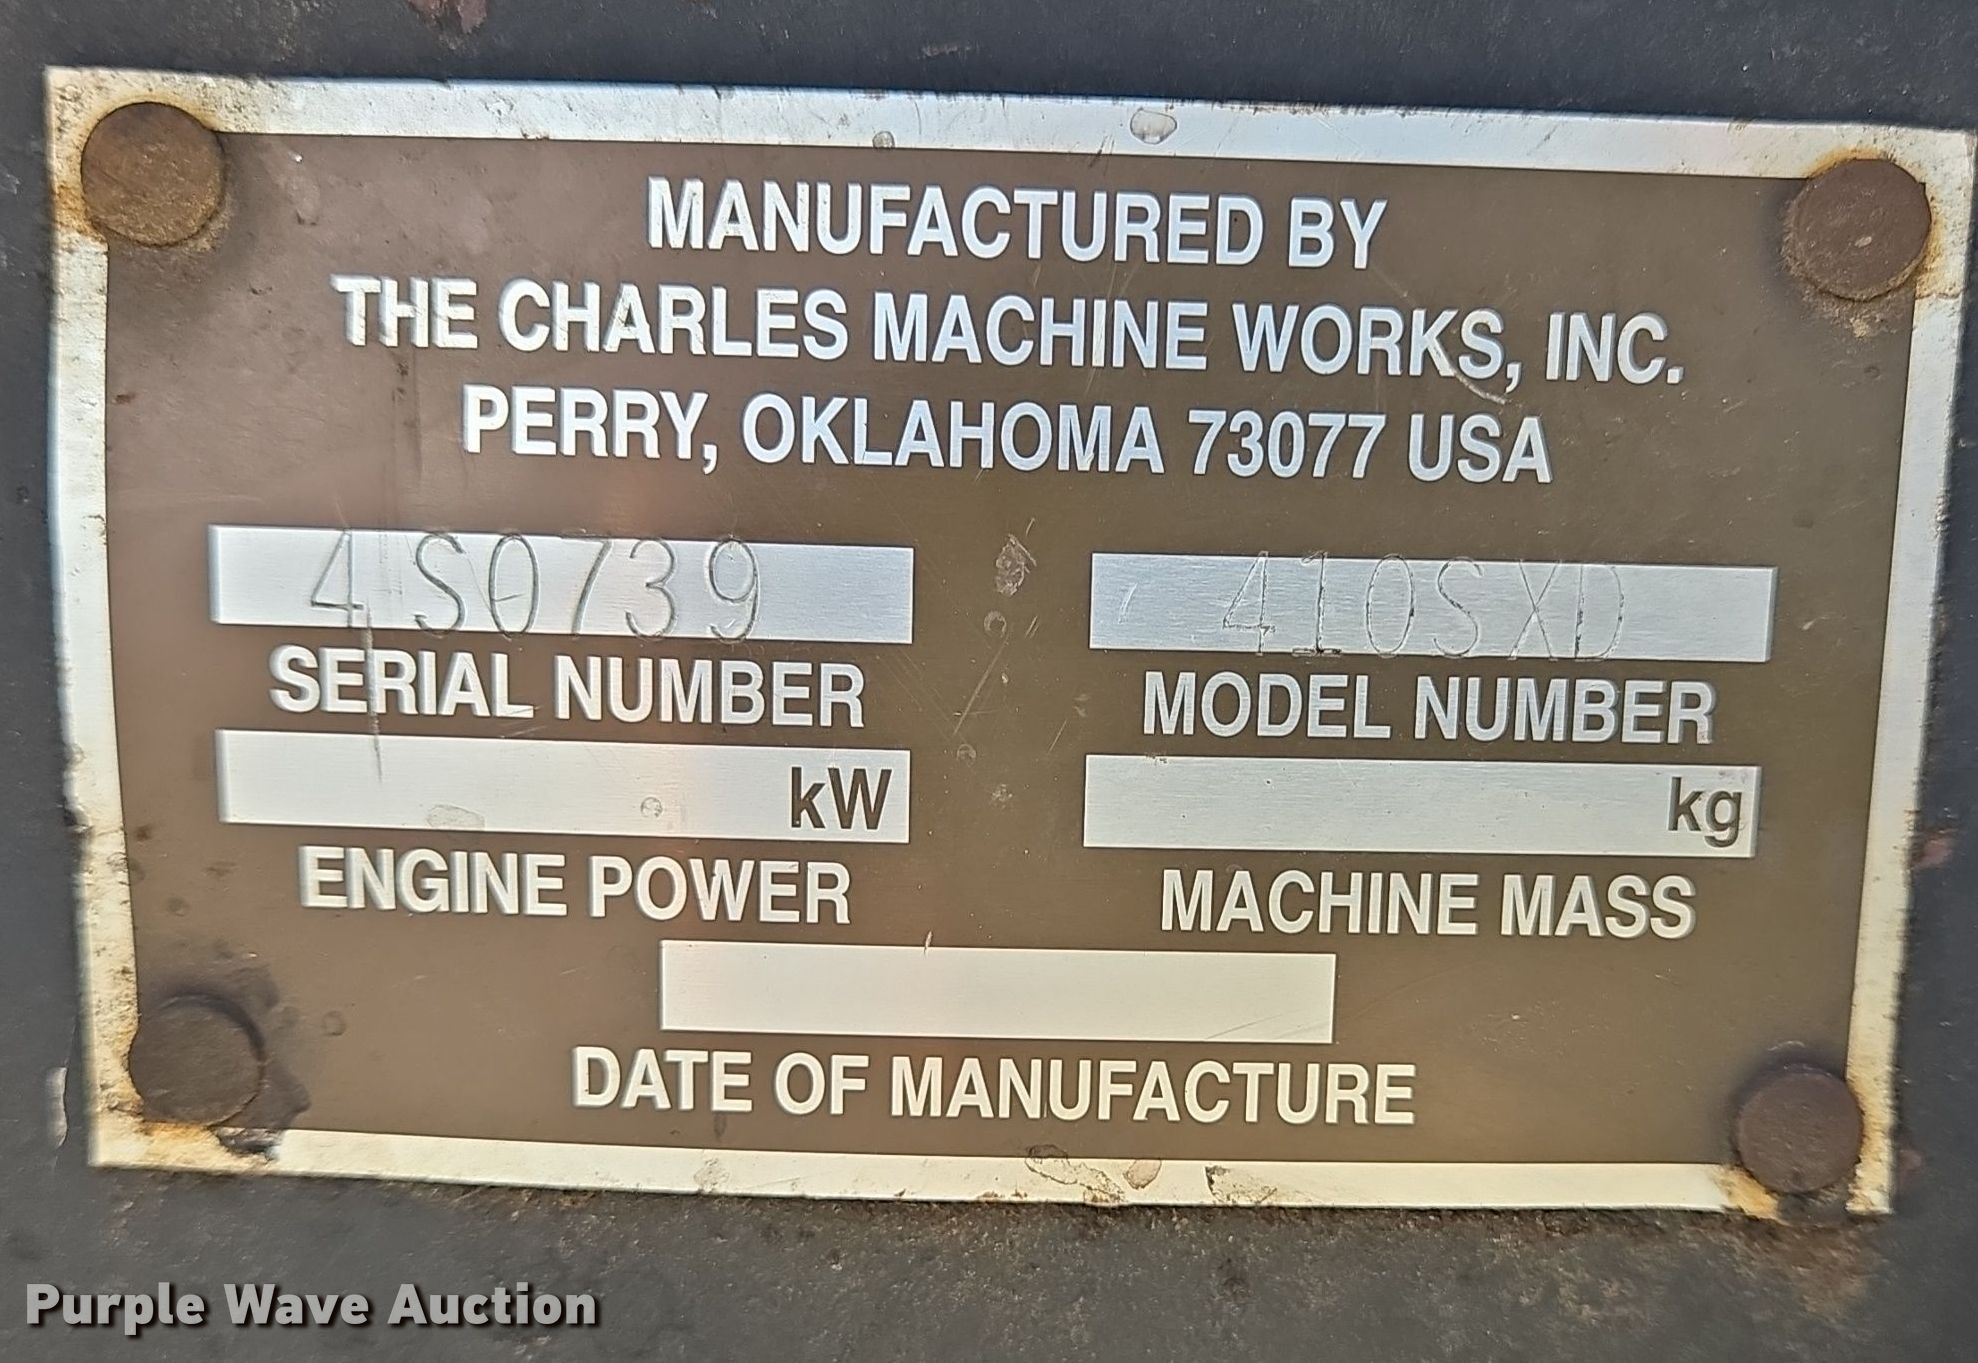 MANUFACTURED BY
THE CHARLES MACHINE WORKS, INC.
PERRY, OKLAHOMA 73077 USA
4S0739 410SXD
SERIAL NUMBER MODEL NUMBER
kW kg
ENGINE POWER MACHINE MASS
DATE OF MANUFACTURE
Purple Wave Auction